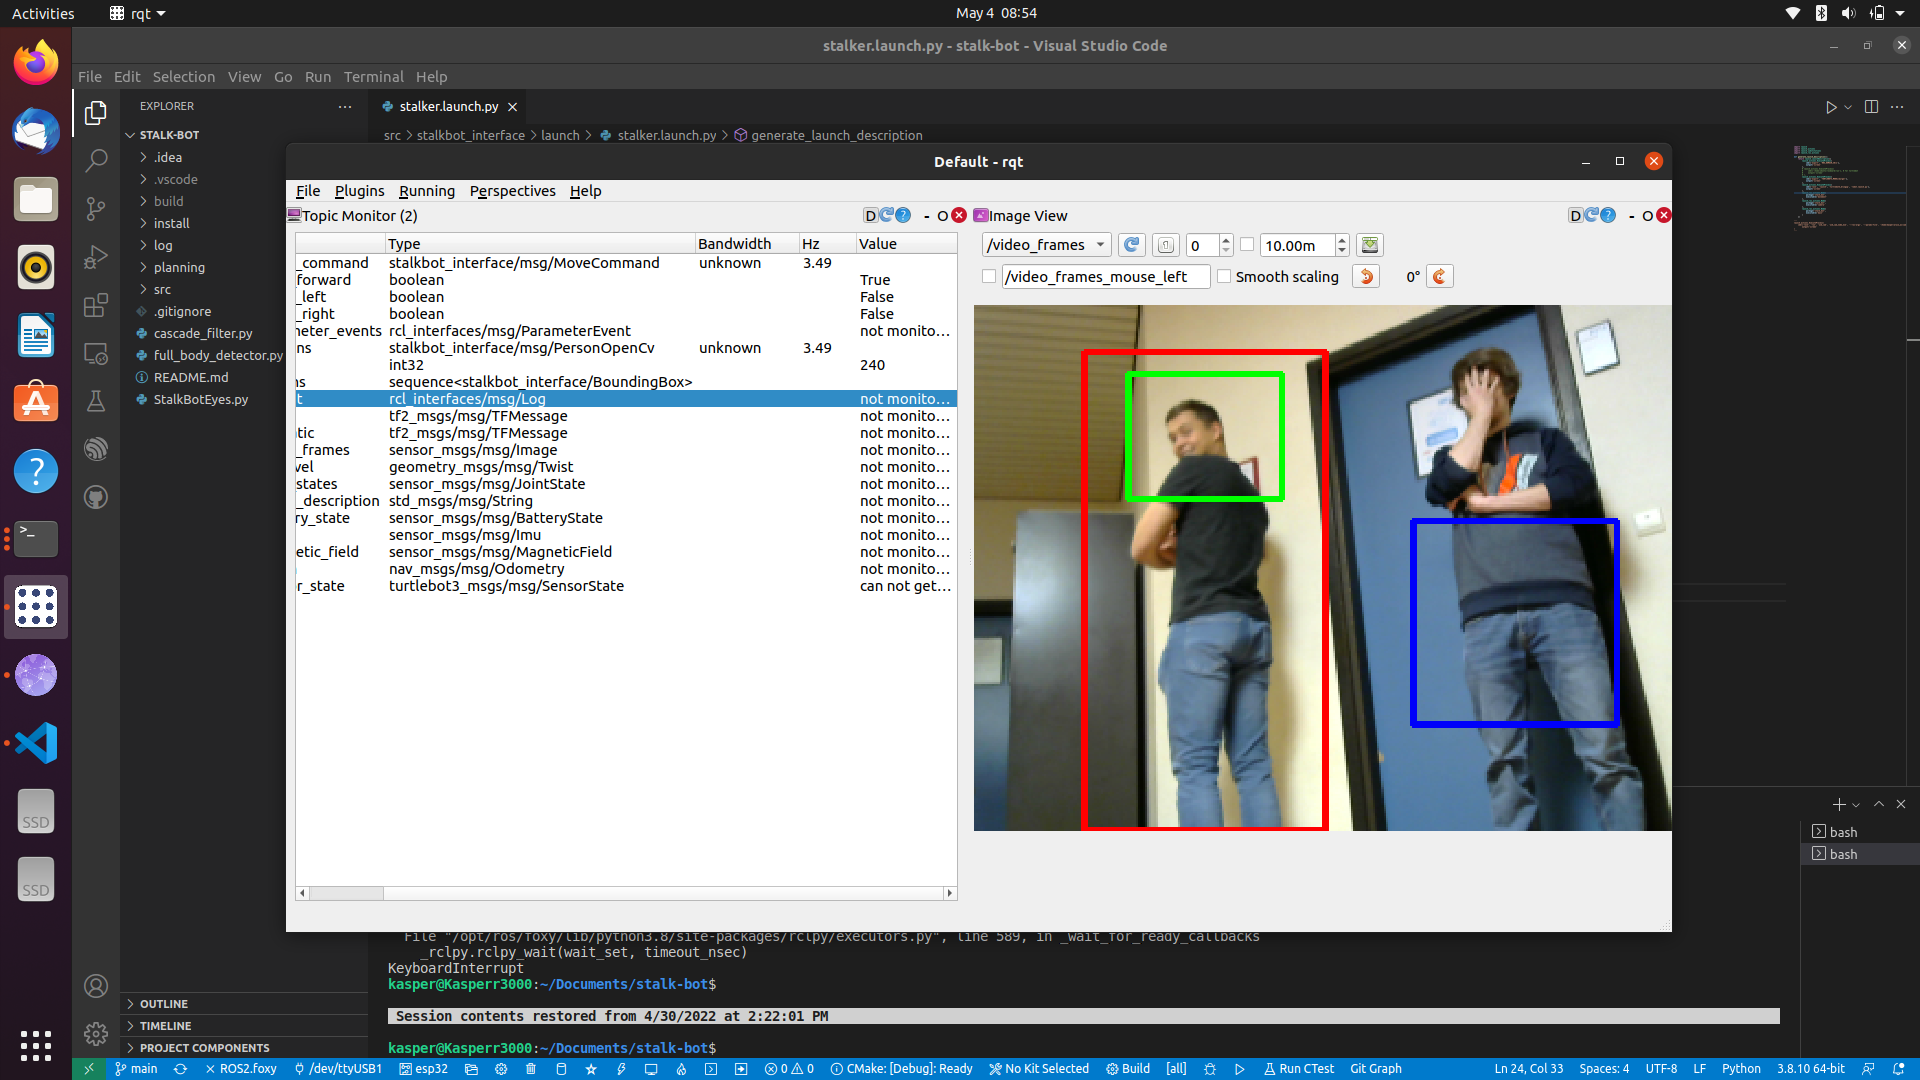 Activities
rqt
May 4 08:54
stalker.launch.py - stalk-bot - Visual Studio Code
File Edit Selection View Go Run Terminal Help
EXPLORER
stalker.launch.py
STALK-BOT
src > stalkbot_interface > launch > stalker.launch.py > generate_launch_description
.idea
.vscode
build
install
log
planning
src
.gitignore
cascade_filter.py
full_body_detector.py
README.md
StalkBotEyes.py
OUTLINE
TIMELINE
PROJECT COMPONENTS
Default - rqt
File Plugins Running Perspectives Help
Topic Monitor (2)
D O
Type Bandwidth Hz Value
_command stalkbot_interface/msg/MoveCommand unknown 3.49
forward boolean True
_left boolean False
_right boolean False
neter_events rcl_interfaces/msg/ParameterEvent not monito...
ns stalkbot_interface/msg/PersonOpenCv unknown 3.49
int32 240
ns sequence<stalkbot_interface/BoundingBox>
t rcl_interfaces/msg/Log not monito...
tf2_msgs/msg/TFMessage not monito...
tic tf2_msgs/msg/TFMessage not monito...
_frames sensor_msgs/msg/Image not monito...
vel geometry_msgs/msg/Twist not monito...
states sensor_msgs/msg/JointState not monito...
_description std_msgs/msg/String not monito...
ry_state sensor_msgs/msg/BatteryState not monito...
sensor_msgs/msg/Imu not monito...
etic_field sensor_msgs/msg/MagneticField not monito...
nav_msgs/msg/Odometry not monito...
r_state turtlebot3_msgs/msg/SensorState can not get...
Image View
D O
/video_frames 0 10.00m
/video_frames_mouse_left Smooth scaling 0°
bash
bash
File "/opt/ros/foxy/lib/python3.8/site-packages/rclpy/executors.py", line 589, in _wait_for_ready_callbacks
_rclpy.rclpy_wait(wait_set, timeout_nsec)
KeyboardInterrupt
kasper@Kasperr3000:~/Documents/stalk-bot$
Session contents restored from 4/30/2022 at 2:22:01 PM
kasper@Kasperr3000:~/Documents/stalk-bot$
SSD
SSD
main ROS2.foxy /dev/ttyUSB1 esp32 0 0 CMake: [Debug]: Ready No Kit Selected Build [all] Run CTest Git Graph Ln 24, Col 33 Spaces: 4 UTF-8 LF Python 3.8.10 64-bit